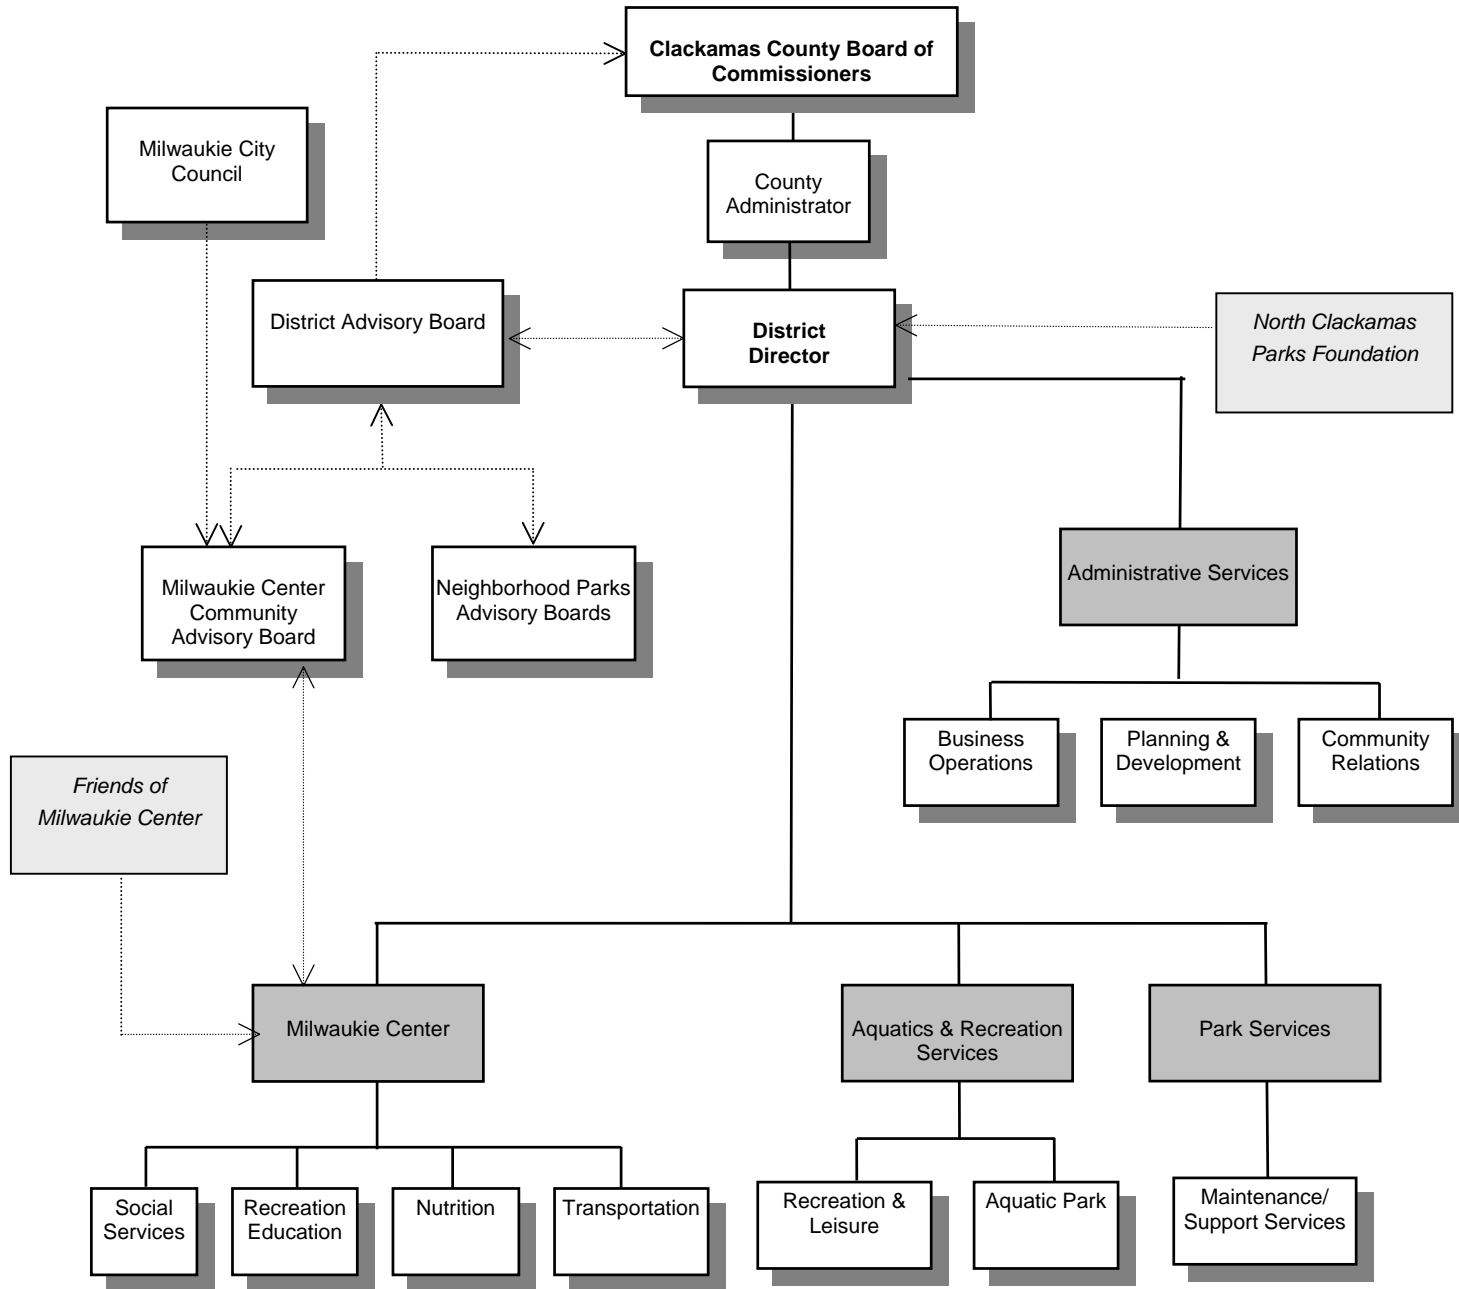 Clackamas County Board of
Commissioners
Milwaukie City
Council
County
Administrator
District Advisory Board
District
Director
North Clackamas
Parks Foundation
Milwaukie Center
Community
Advisory Board
Neighborhood Parks
Advisory Boards
Administrative Services
Business
Operations
Planning &
Development
Community
Relations
Friends of
Milwaukie Center
Milwaukie Center
Aquatics & Recreation
Services
Park Services
Social
Services
Recreation
Education
Nutrition
Transportation
Recreation &
Leisure
Aquatic Park
Maintenance/
Support Services